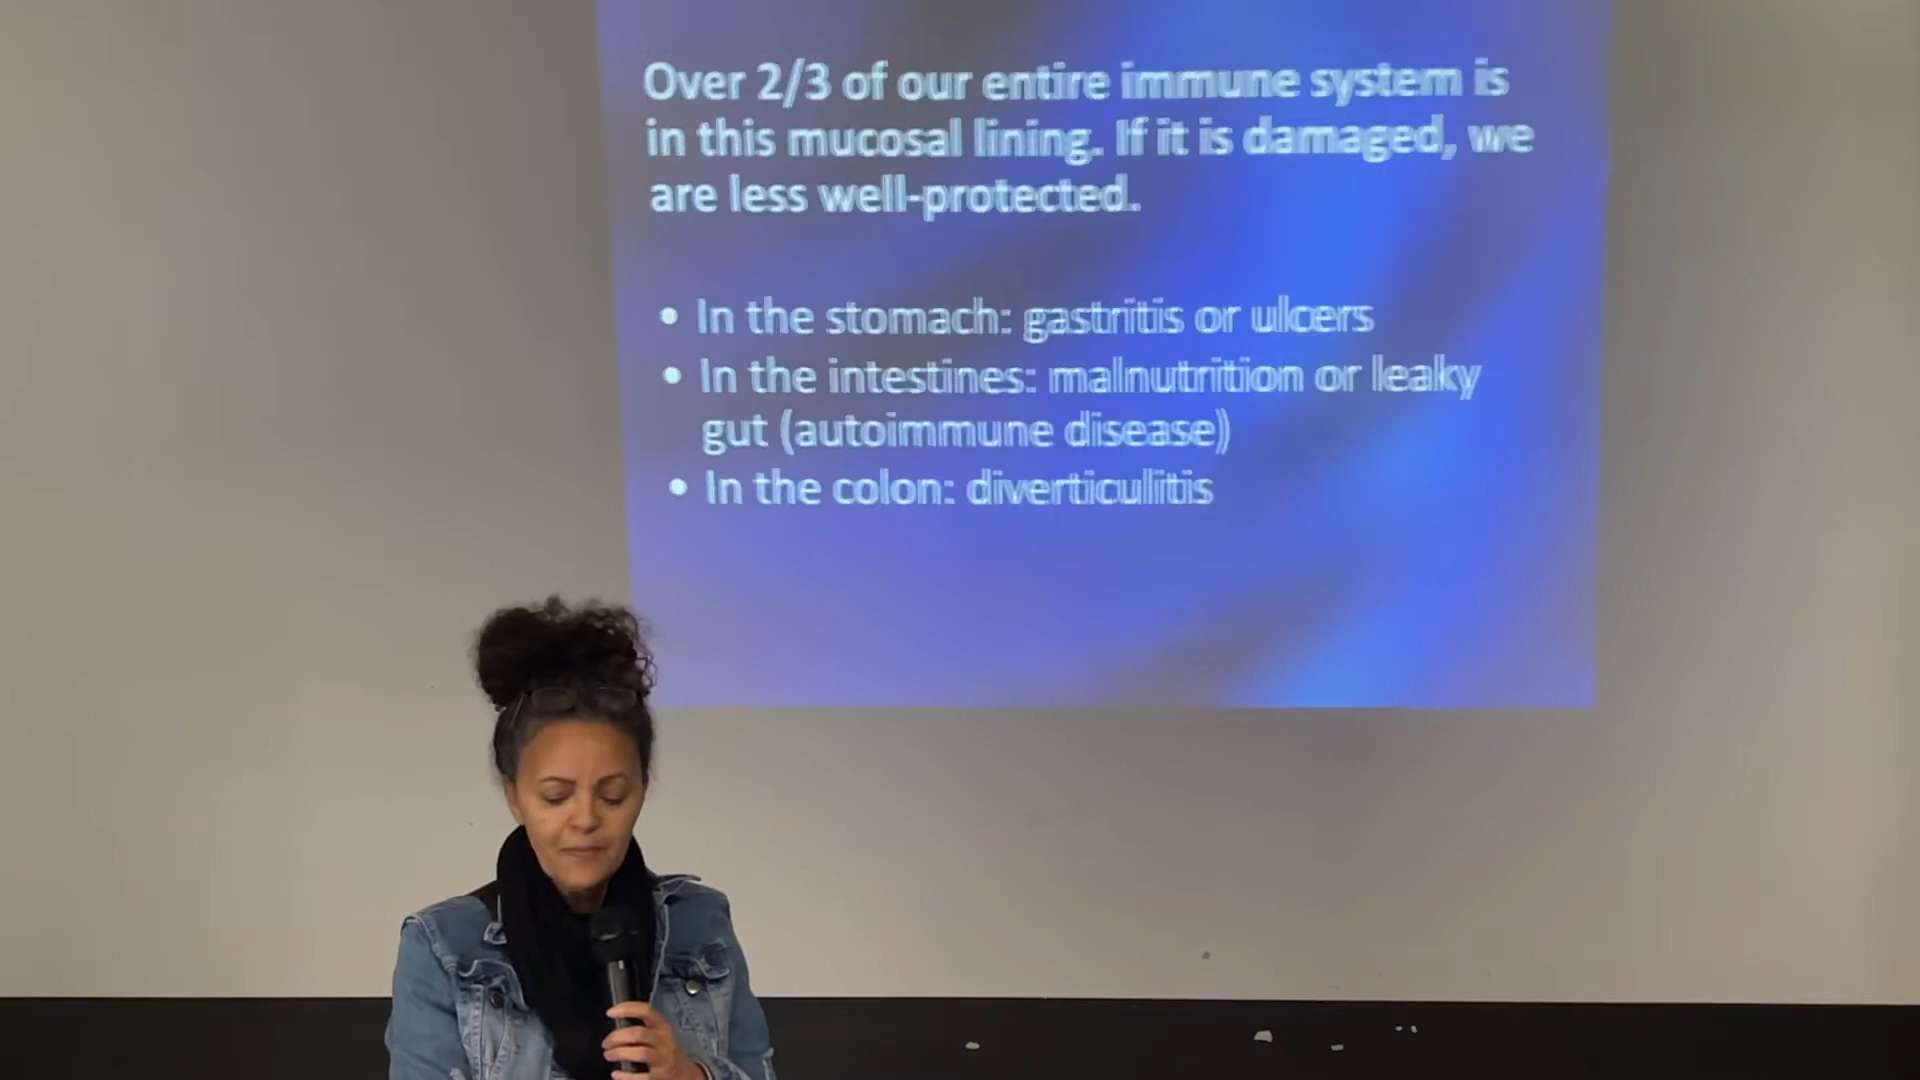 Over 2/3 of our entire immune system is
in this mucosal lining. If it is damaged, we
are less well-protected.
• In the stomach: gastritis or ulcers
• In the intestines: malnutrition or leaky
gut (autoimmune disease)
• In the colon: diverticulitis